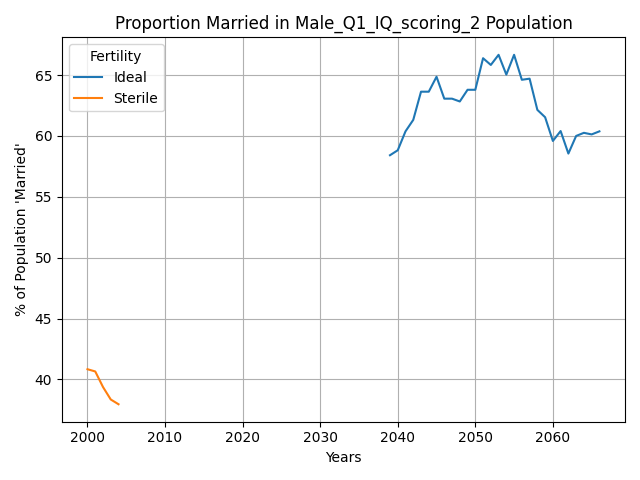 Proportion Married in Male_Q1_IQ_scoring_2 Population
Fertility
Ideal
Sterile
65
60
55
50
45
40
% of Population 'Married'
2000 2010 2020 2030 2040 2050 2060
Years